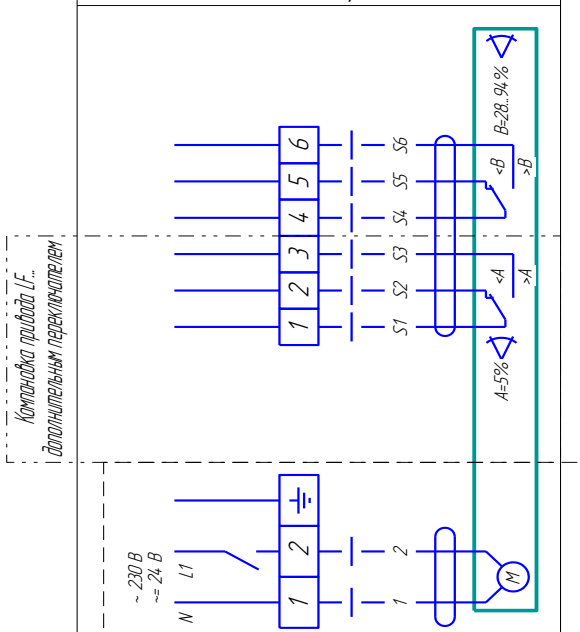 Компановка привода LF...
дополнительным переключателем
6
5
4
3
2
1
S6
S5
S4
S3
S2
S1
B=28..94%
<B
>B
<A
>A
A=5%
~ 230 В
~= 24 В
L1
N
2
1
2
1
M